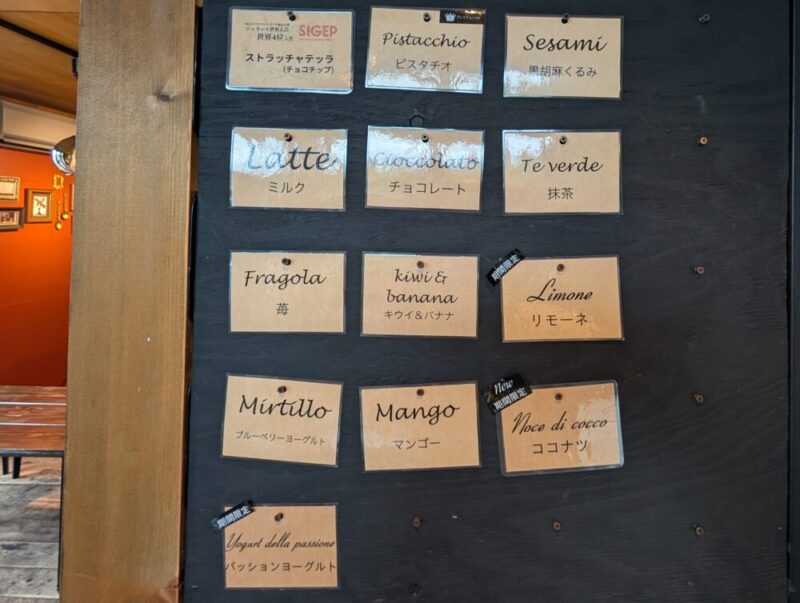 世界4位入賞
SIGEP
ストラッチャテッラ
(チョコチップ)
Pistacchio
ピスタチオ
Sesami
黒胡麻くるみ
Latte
ミルク
Cioccolato
チョコレート
Te verde
抹茶
Fragola
苺
kiwi &
banana
キウイ&バナナ
期間限定
Limone
リモーネ
Mirtillo
ブルーベリーヨーグルト
Mango
マンゴー
New
期間限定
Noce di cocco
ココナツ
期間限定
Yogurt della passione
パッションヨーグルト